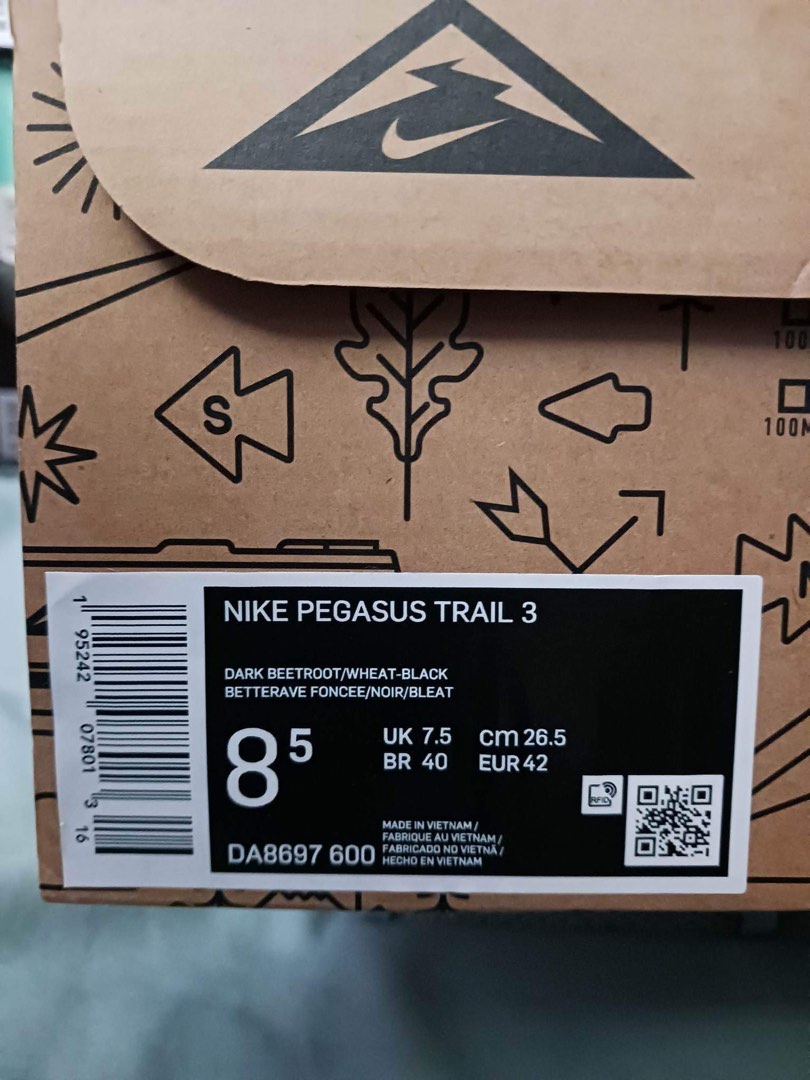 S
100
100M
NIKE PEGASUS TRAIL 3
DARK BEETROOT/WHEAT-BLACK
BETTERAVE FONCEE/NOIR/BLEAT
8 5
UK 7.5 cm 26.5
BR 40 EUR 42
RFID
DA8697 600
MADE IN VIETNAM /
FABRIQUE AU VIETNAM /
FABRICADO NO VIETNÃ /
HECHO EN VIETNAM
1 95242 07801 3 16